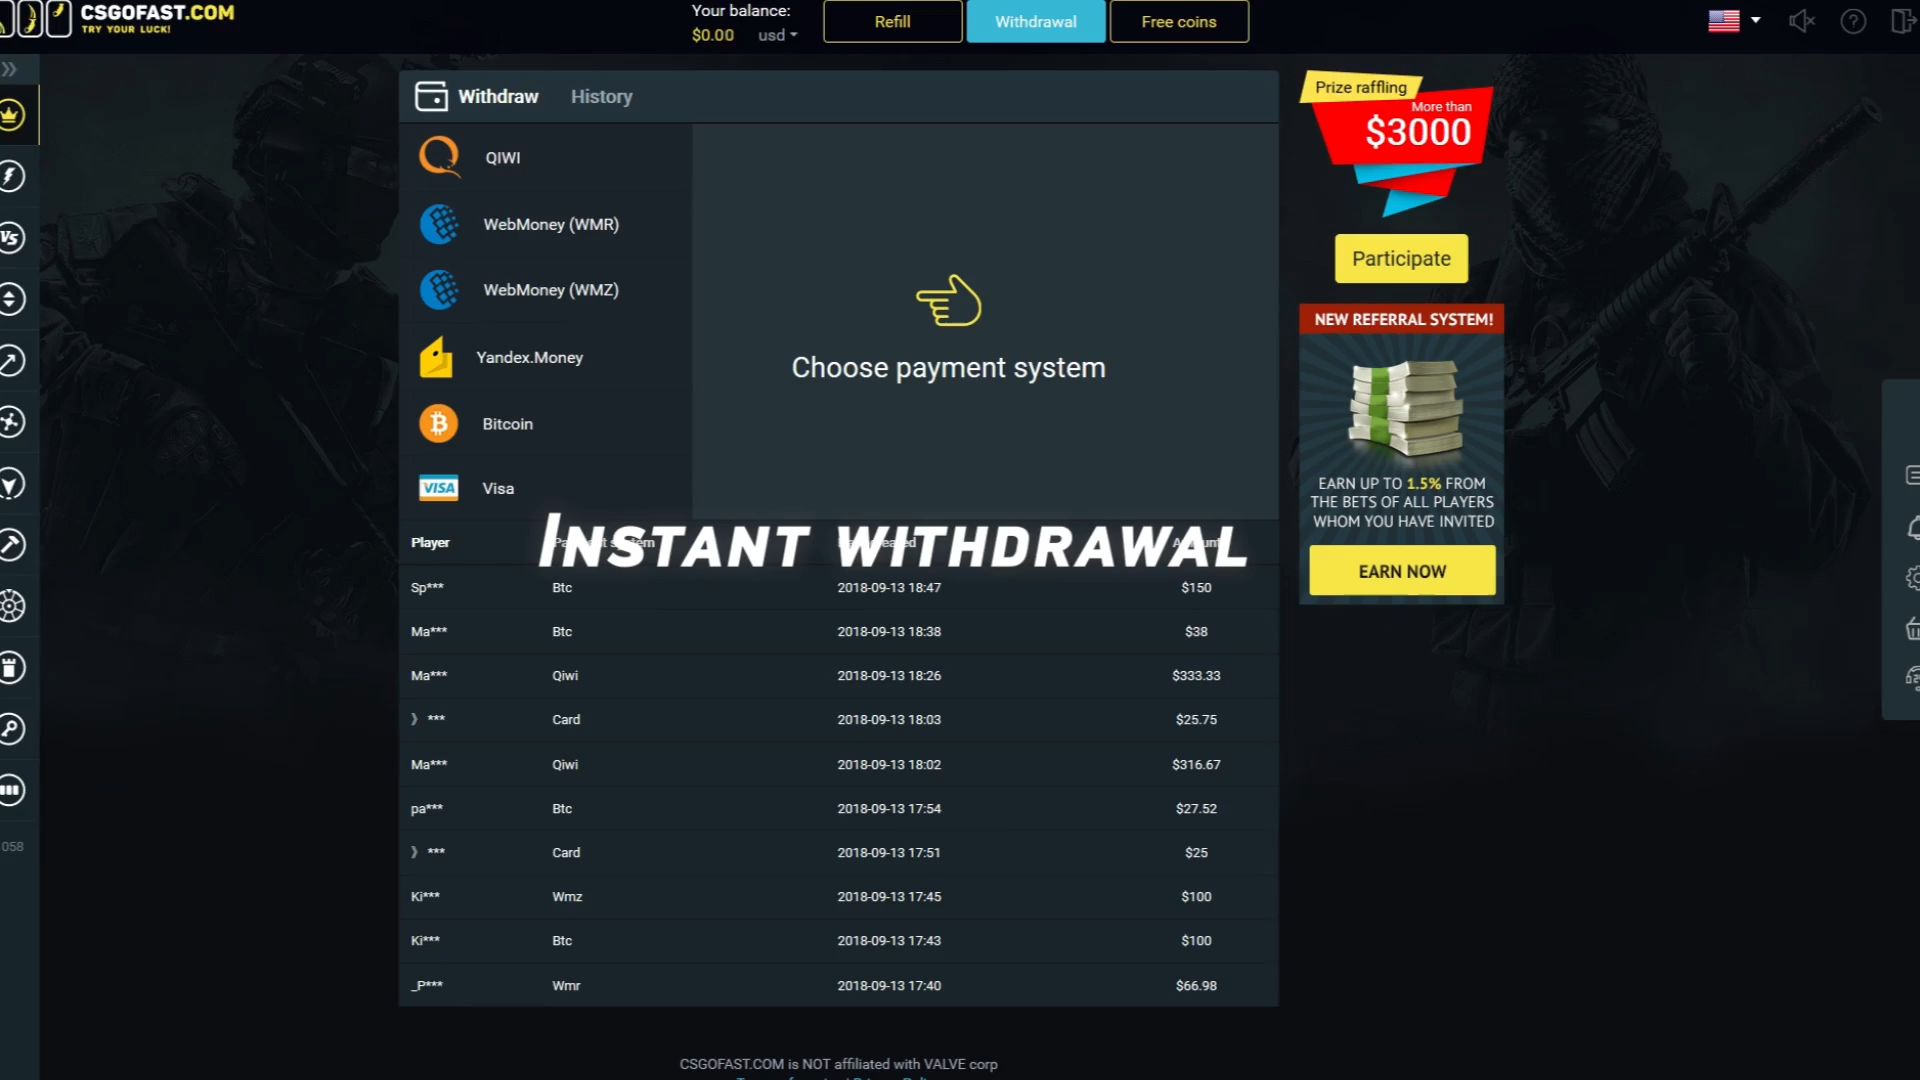 CSGOFAST.COM
TRY YOUR LUCK!
Your balance:
$0.00 usd
Refill
Withdrawal
Free coins
Withdraw History
QIWI
WebMoney (WMR)
WebMoney (WMZ)
Yandex.Money
Bitcoin
VISA Visa
Choose payment system
INSTANT WITHDRAWAL
Player
Sp*** Btc 2018-09-13 18:47 $150
Ma*** Btc 2018-09-13 18:38 $38
Ma*** Qiwi 2018-09-13 18:26 $333.33
》 *** Card 2018-09-13 18:03 $25.75
Ma*** Qiwi 2018-09-13 18:02 $316.67
pa*** Btc 2018-09-13 17:54 $27.52
》 *** Card 2018-09-13 17:51 $25
Ki*** Wmz 2018-09-13 17:45 $100
Ki*** Btc 2018-09-13 17:43 $100
_P*** Wmr 2018-09-13 17:40 $66.98
Prize raffling
More than
$3000
Participate
NEW REFERRAL SYSTEM!
EARN UP TO 1.5% FROM
THE BETS OF ALL PLAYERS
WHOM YOU HAVE INVITED
EARN NOW
VS
058
CSGOFAST.COM is NOT affiliated with VALVE corp